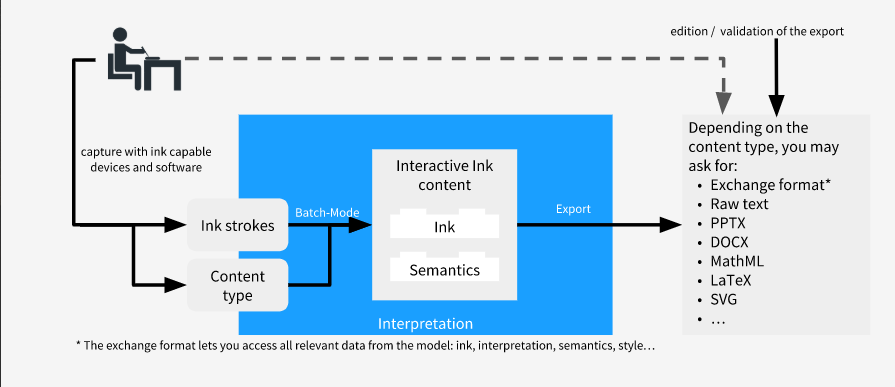 edition / validation of the export
capture with ink capable
devices and software
Ink strokes
Content
type
Batch-Mode
Interactive Ink
content
Ink
Semantics
Interpretation
Export
Depending on the
content type, you may
ask for:
• Exchange format*
• Raw text
• PPTX
• DOCX
• MathML
• LaTeX
• SVG
• ...
* The exchange format lets you access all relevant data from the model: ink, interpretation, semantics, style...